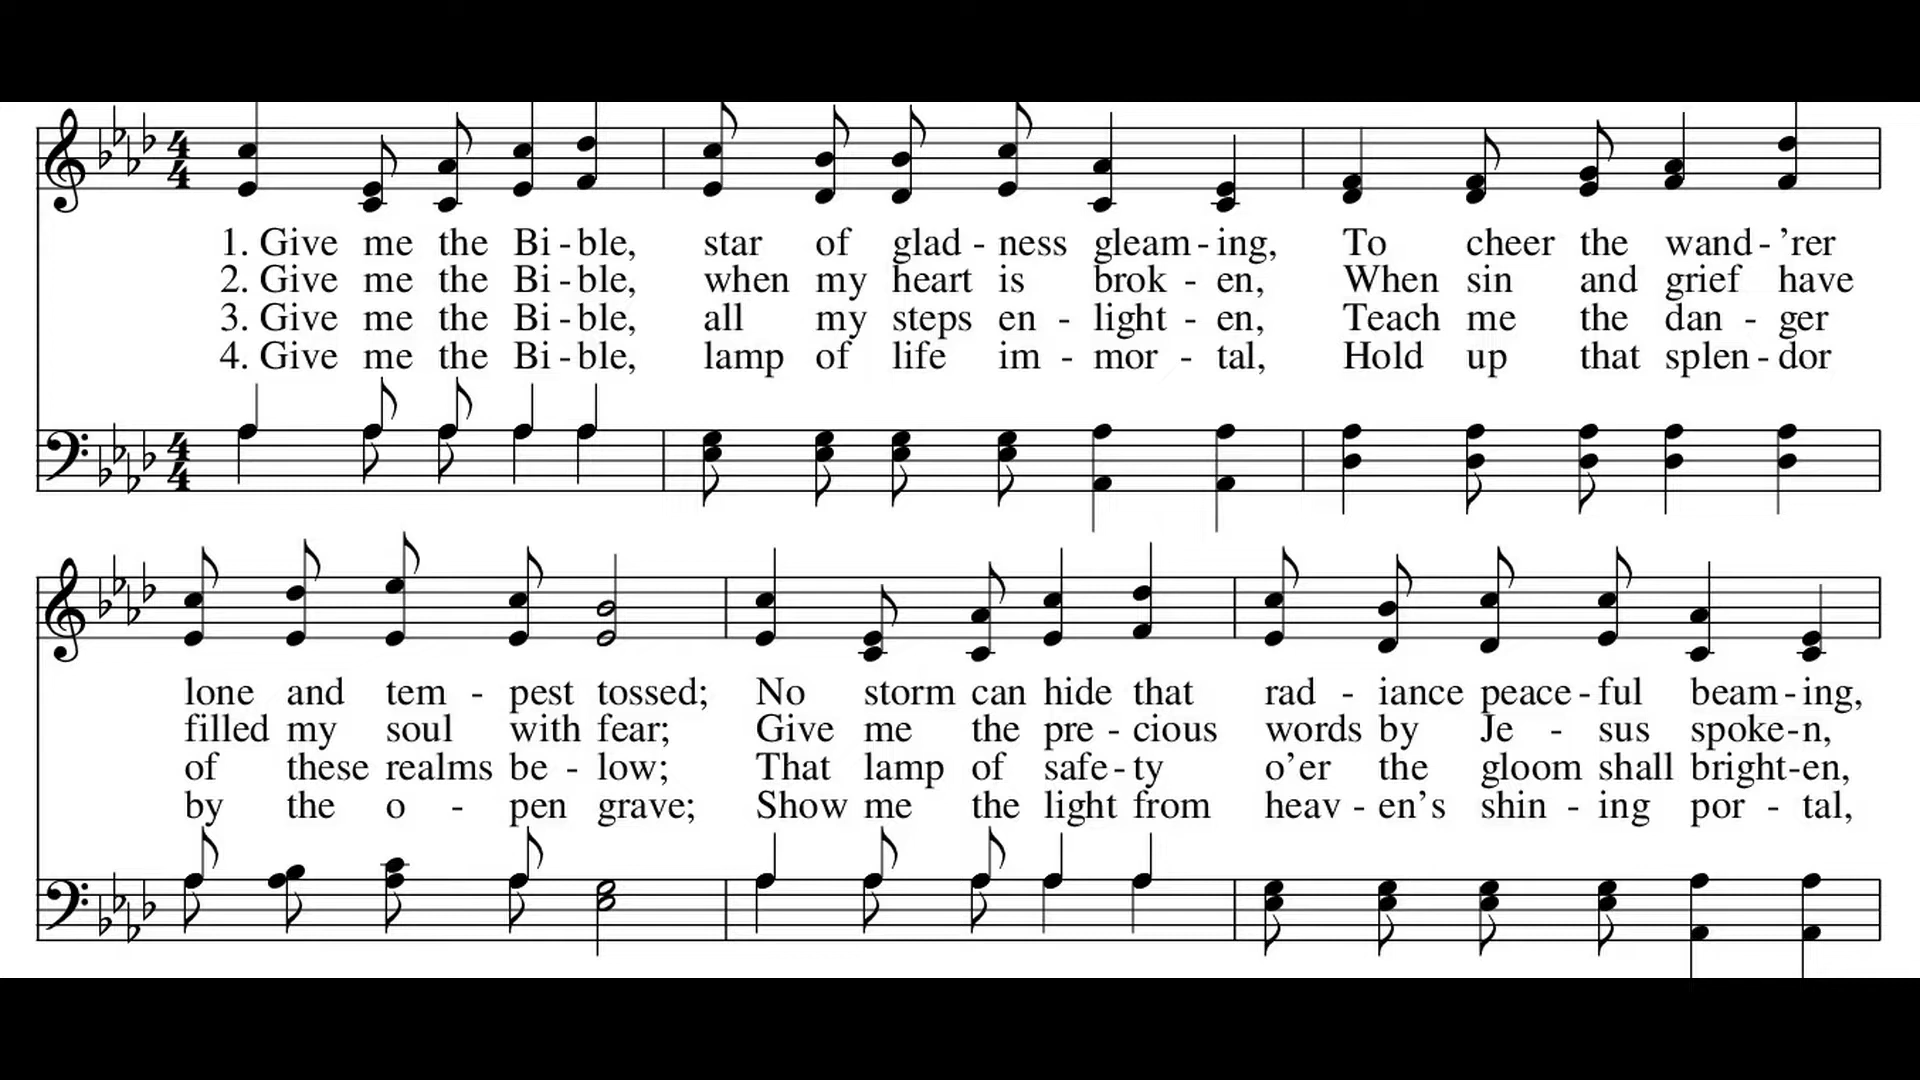 4 4
1. Give me the Bi - ble, star of glad - ness gleam - ing, To cheer the wand - ’rer
2. Give me the Bi - ble, when my heart is brok - en, When sin and grief have
3. Give me the Bi - ble, all my steps en - light - en, Teach me the dan - ger
4. Give me the Bi - ble, lamp of life im - mor - tal, Hold up that splen - dor
4 4
lone and tem - pest tossed; No storm can hide that rad - iance peace - ful beam - ing,
filled my soul with fear; Give me the pre - cious words by Je - sus spoke-n,
of these realms be - low; That lamp of safe - ty o’er the gloom shall bright-en,
by the o - pen grave; Show me the light from heav - en’s shin - ing por - tal,